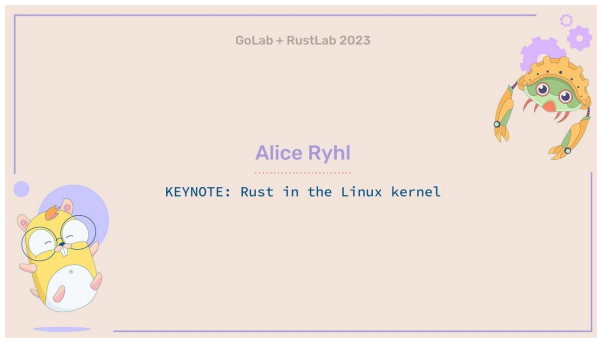 GoLab + RustLab 2023
Alice Ryhl
KEYNOTE: Rust in the Linux kernel